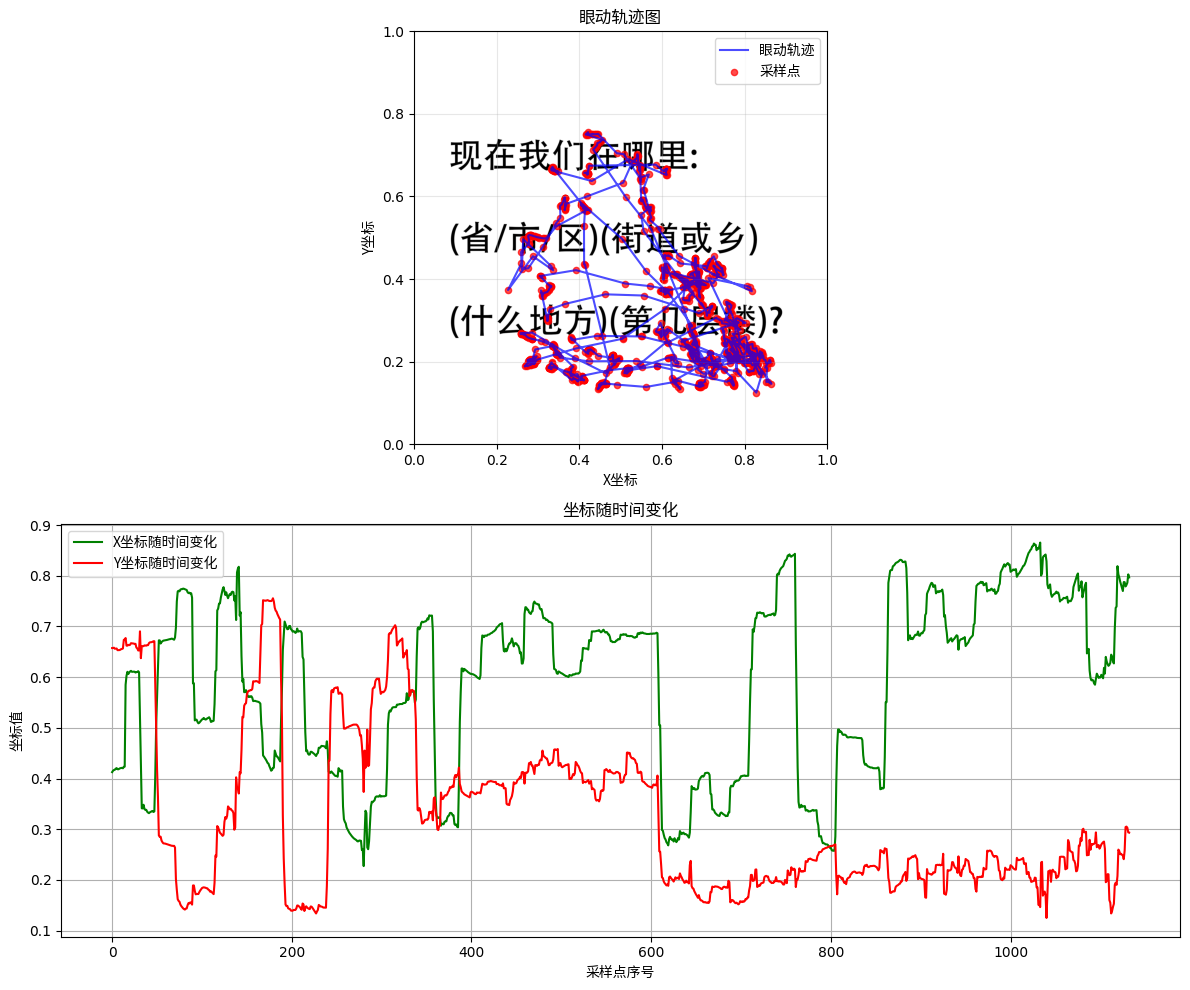 眼动轨迹图
1.0
0.8
0.6
0.4
0.2
0.0
Y坐标
眼动轨迹
采样点
现在我们在哪里:
(省/市/区)(街道或乡)
(什么地方)(第几层楼)?
0.0 0.2 0.4 0.6 0.8 1.0
X坐标
坐标随时间变化
0.9
0.8
0.7
0.6
0.5
0.4
0.3
0.2
0.1
坐标值
X坐标随时间变化
Y坐标随时间变化
0 200 400 600 800 1000
采样点序号